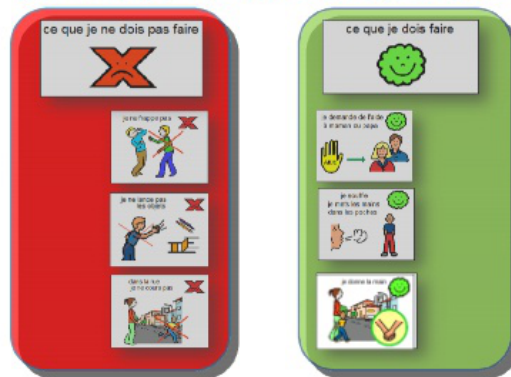 ce que je ne dois pas faire
je ne frappe pas
je ne lance pas
les objets
dans la rue
je ne cours pas
ce que je dois faire
je demande de l'aide
à maman ou papa
je souffle
je mets les mains
dans les poches
je donne la main